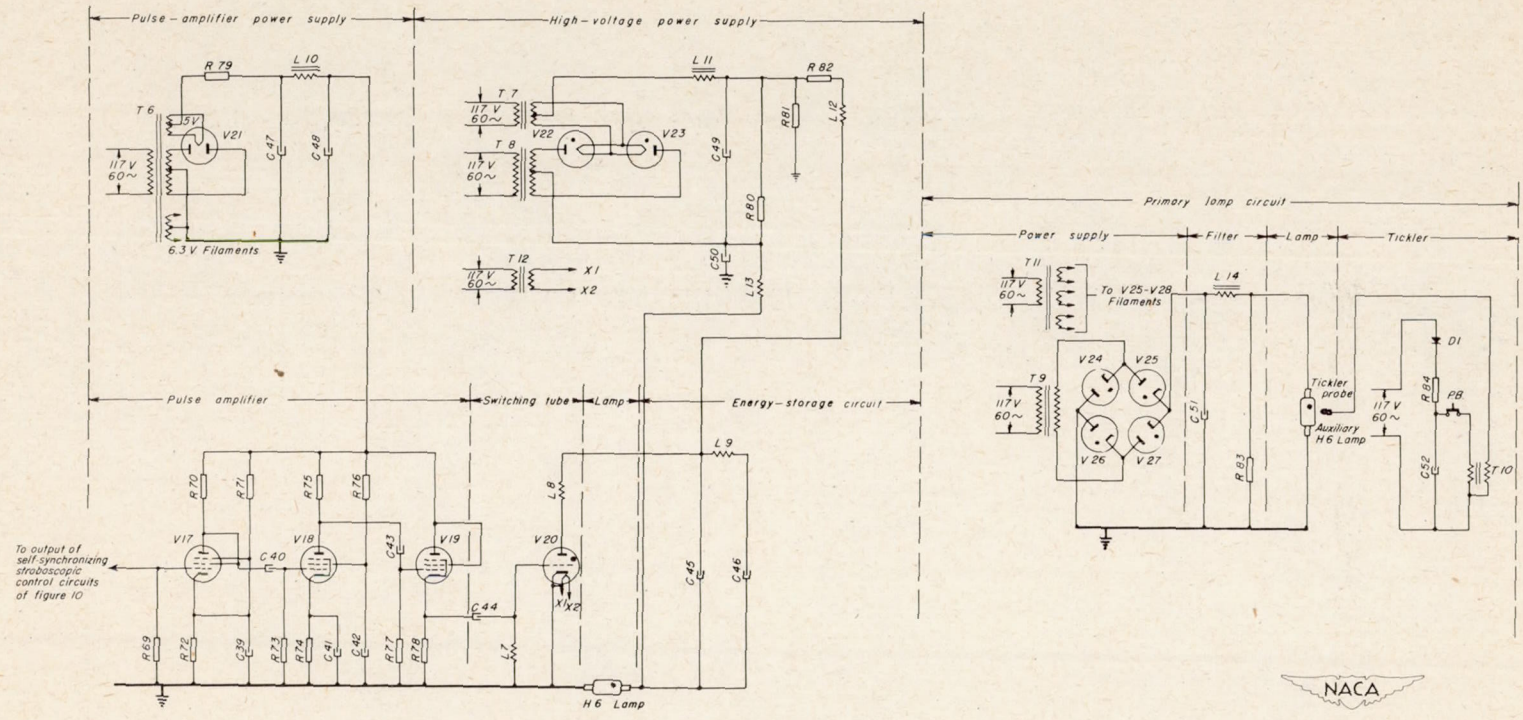 Pulse-amplifier power supply
High-voltage power supply
R 79
L 10
T 6
5V
V21
117 V
60~
C 47
C 48
6.3 V Filaments
L 11
R 82
T 7
117 V
60~
V22
V23
R81
L 12
T 8
117 V
60~
C 49
R 80
C50
T 12
117 V
60~
X1
X2
L13
Primary lamp circuit
Power supply
Filter
Lamp
Tickler
T 11
117 V
60~
To V25-V28
Filaments
L 14
V 24
V 25
T 9
117 V
60~
V 26
V 27
C 51
R 83
Tickler
probe
Auxiliary
H 6 Lamp
117 V
60~
D1
R 84
P.B.
C 52
T 10
Pulse amplifier
Switching tube
Lamp
Energy-storage circuit
R 70
R 71
R 75
R 76
L 8
L 9
V17
C 40
V18
C 43
V19
V20
X1
X2
To output of
self-synchronizing
stroboscopic
control circuits
of figure 10
C 44
C 45
C 46
R 69
R 72
C 39
R 73
R 74
C 41
C 42
R 77
R 78
L 7
H 6 Lamp
NACA